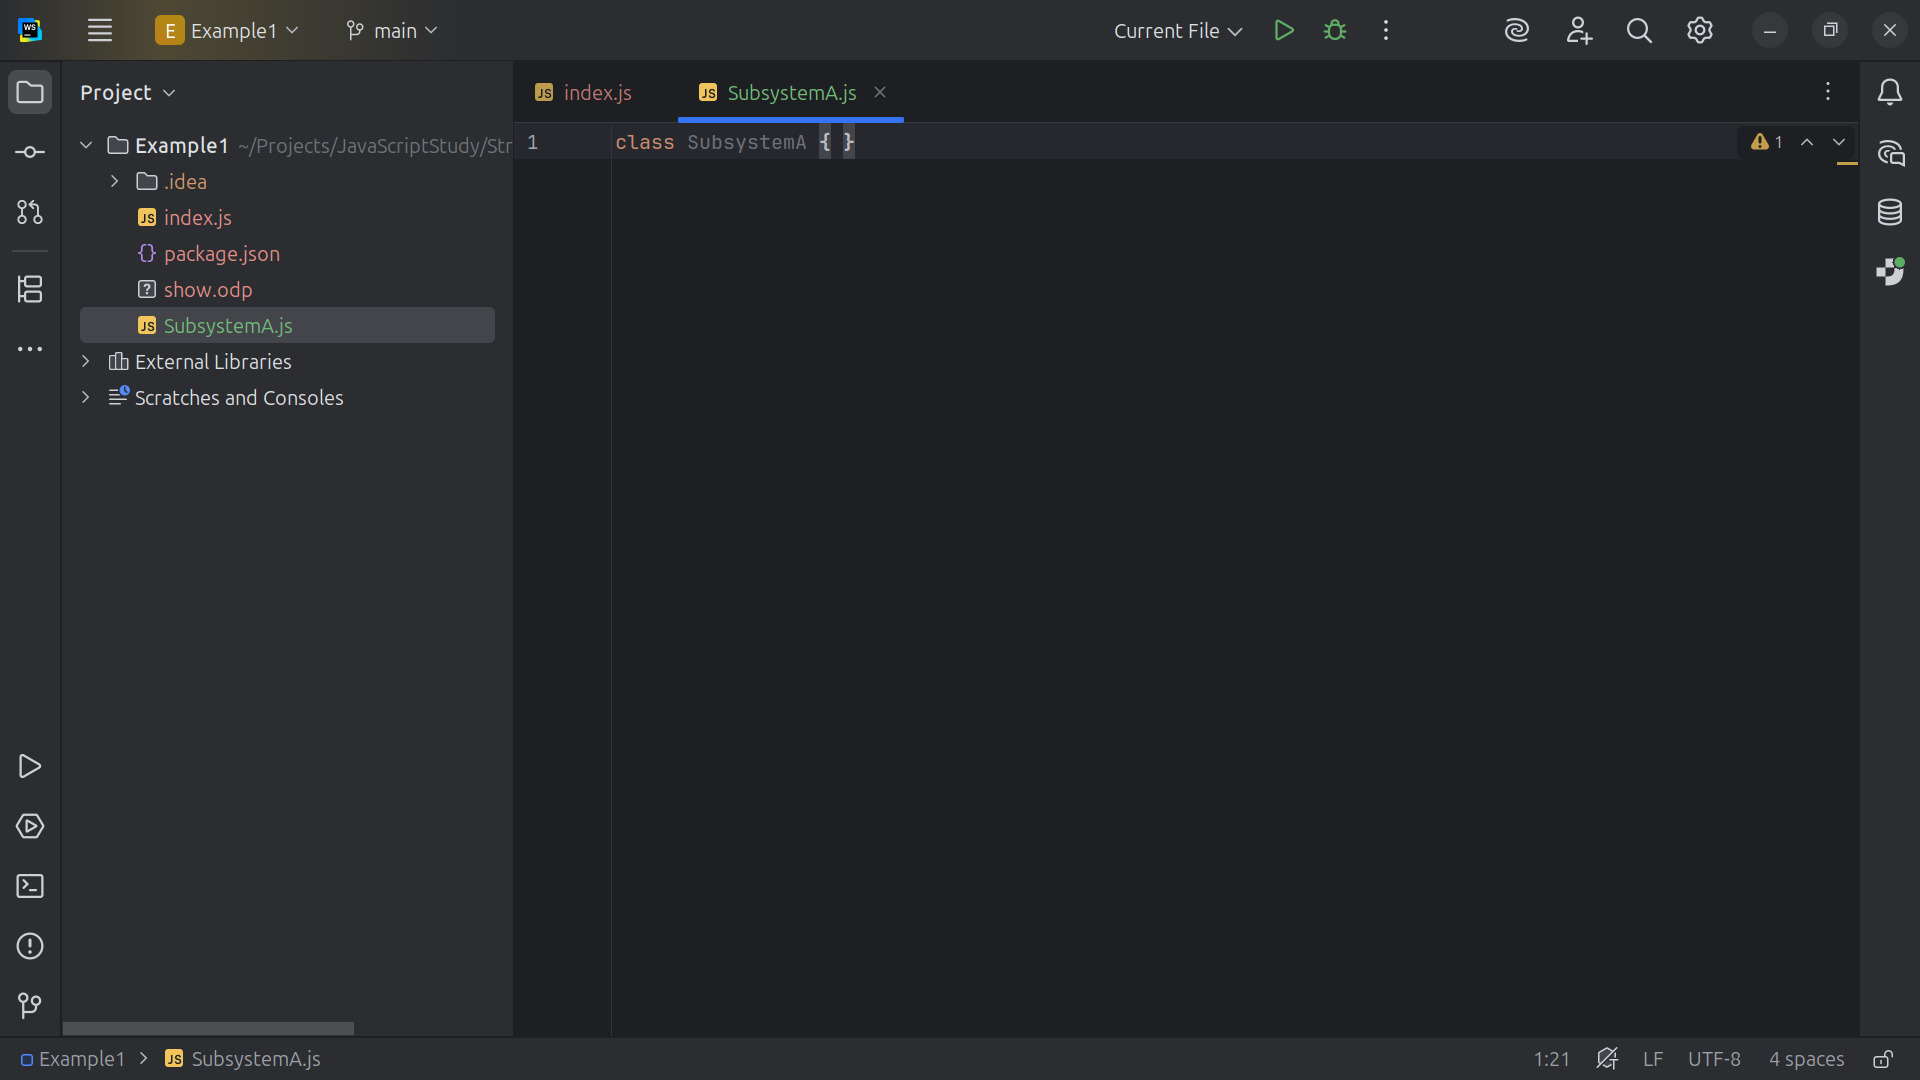 WS
E Example1
main
Current File
Project
JS index.js
JS SubsystemA.js
Example1 ~/Projects/JavaScriptStudy/Str
.idea
JS index.js
{} package.json
? show.odp
JS SubsystemA.js
External Libraries
Scratches and Consoles
1 class SubsystemA { }
1
Example1
JS SubsystemA.js
1:21
LF
UTF-8
4 spaces